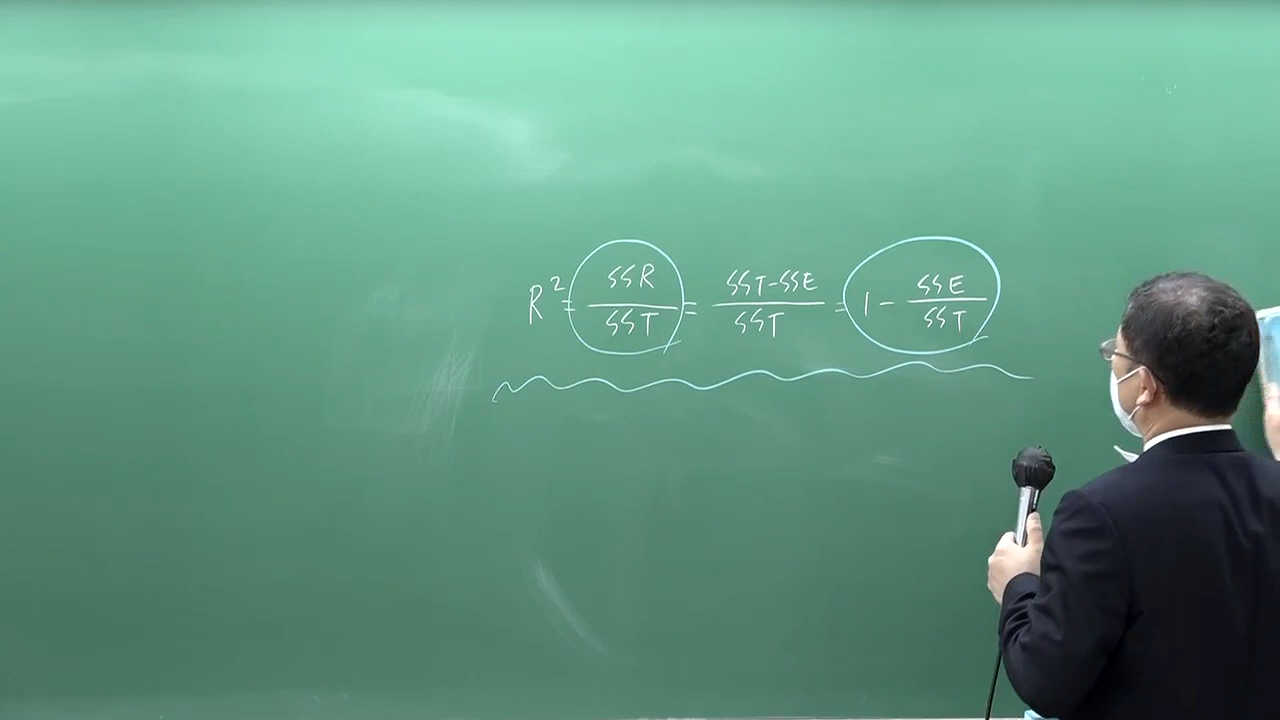 R² = SSR/SST = SST-SSE/SST = 1 - SSE/SST